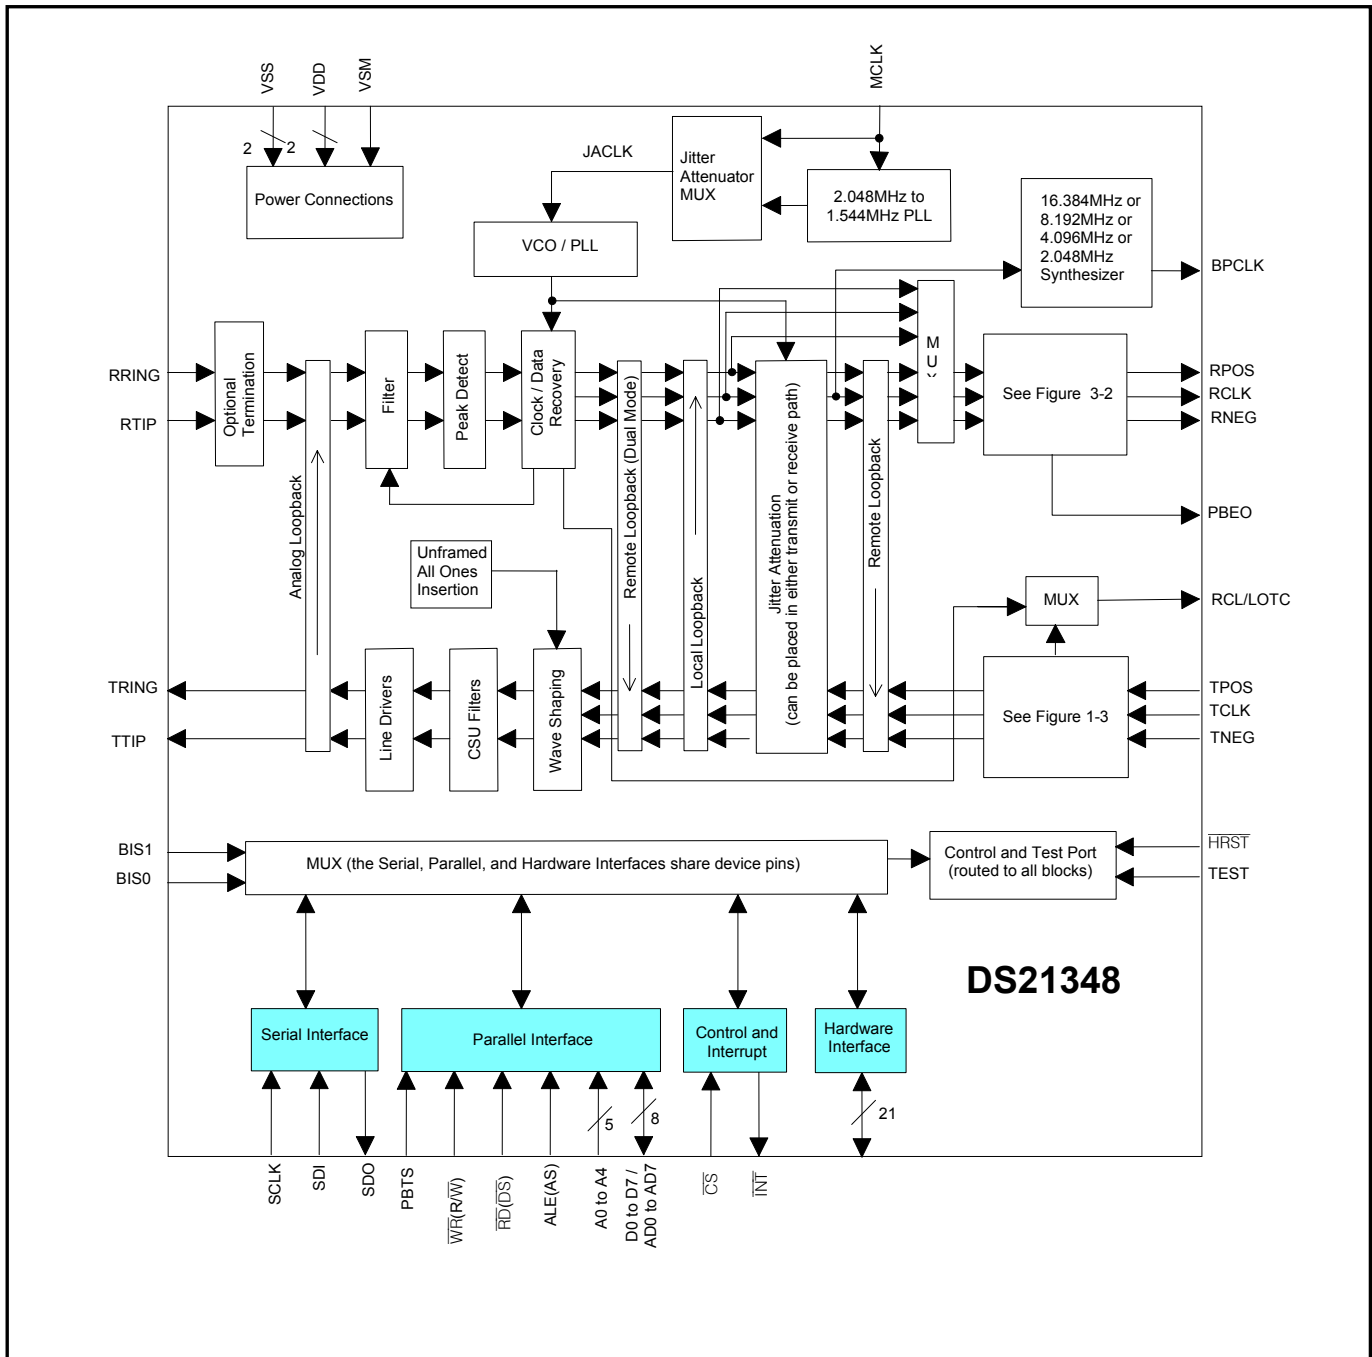 VSS
VDD
VSM
MCLK
2
2
Power Connections
JACLK
Jitter
Attenuator
MUX
2.048MHz to
1.544MHz PLL
16.384MHz or
8.192MHz or
4.096MHz or
2.048MHz
Synthesizer
BPCLK
VCO / PLL
RRING
RTIP
Optional
Termination
Filter
Peak Detect
Clock / Data
Recovery
Analog Loopback
Remote Loopback (Dual Mode)
Local Loopback
Jitter Attenuation
(can be placed in either transmit or receive path)
Remote Loopback
MU
See Figure 3-2
RPOS
RCLK
RNEG
PBEO
Unframed
All Ones
Insertion
MUX
RCL/LOTC
TRING
TTIP
Line Drivers
CSU Filters
Wave Shaping
See Figure 1-3
TPOS
TCLK
TNEG
BIS1
BIS0
MUX (the Serial, Parallel, and Hardware Interfaces share device pins)
Control and Test Port
(routed to all blocks)
HRST
TEST
DS21348
Serial Interface
Parallel Interface
Control and
Interrupt
Hardware
Interface
5
8
21
SCLK
SDI
SDO
PBTS
WR(R/W)
RD(DS)
ALE(AS)
A0 to A4
D0 to D7 /
AD0 to AD7
CS
INT